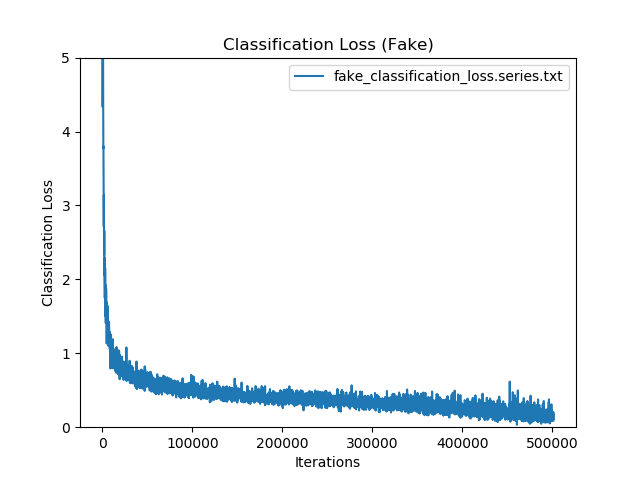 Classification Loss (Fake)
fake_classification_loss.series.txt
Classification Loss
5
4
3
2
1
0
0 100000 200000 300000 400000 500000
Iterations